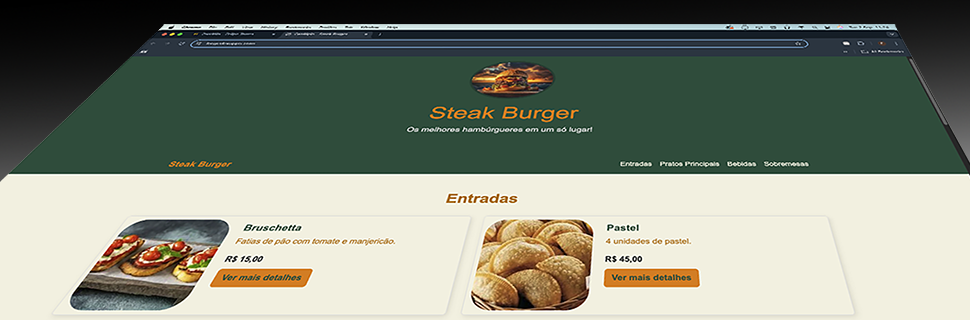 Steak Burger
Os melhores hambúrgueres em um só lugar!
Steak Burger
Entradas Pratos Principais Bebidas Sobremesas
Entradas
Bruschetta
Fatias de pão com tomate e manjericão.
R$ 15,00
Ver mais detalhes
Pastel
4 unidades de pastel.
R$ 45,00
Ver mais detalhes